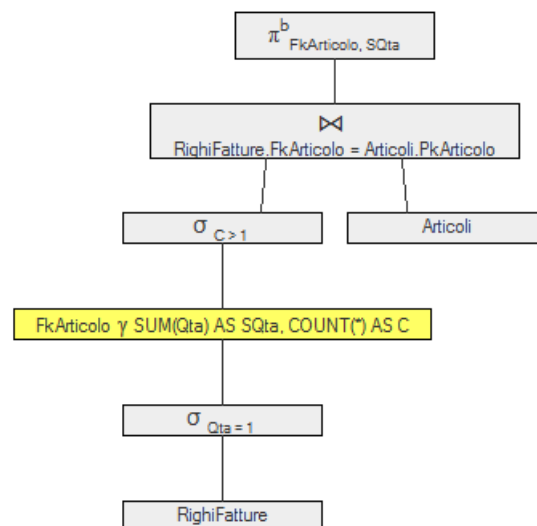 π^b FkArticolo, SQta
⋈
RighiFatture.FkArticolo = Articoli.PkArticolo
σ C > 1
Articoli
FkArticolo γ SUM(Qta) AS SQta, COUNT(*) AS C
σ Qta = 1
RighiFatture